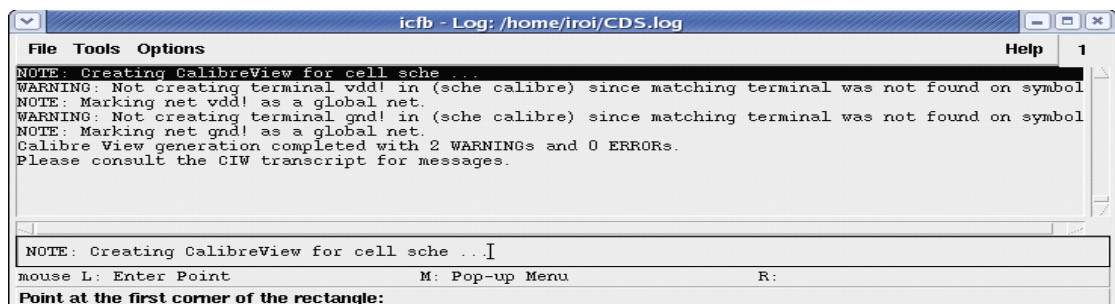 icfb - Log: /home/iroi/CDS.log
File Tools Options Help 1
NOTE: Creating CalibreView for cell sche ...
WARNING: Not creating terminal vdd! in (sche calibre) since matching terminal was not found on symbol
NOTE: Marking net vdd! as a global net.
WARNING: Not creating terminal gnd! in (sche calibre) since matching terminal was not found on symbol
NOTE: Marking net gnd! as a global net.
Calibre View generation completed with 2 WARNINGs and 0 ERRORs.
Please consult the CIW transcript for messages.
NOTE: Creating CalibreView for cell sche ...
mouse L: Enter Point M: Pop-up Menu R:
Point at the first corner of the rectangle: